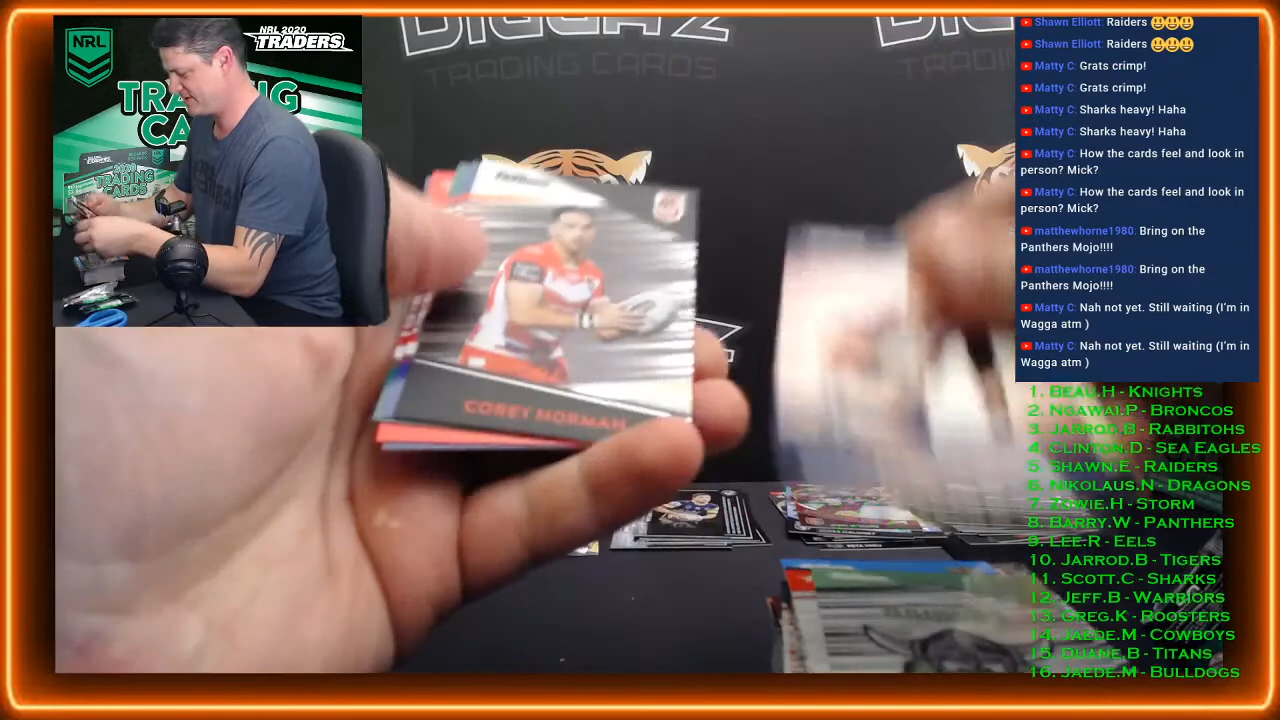 NRL
NRL 2020
TRADERS
TRADING
2020
TRADING
CARDS
DIGGAZ
TRADING CARDS
COREY NORMAN
Shawn Elliott: Raiders 😃😃😃
Shawn Elliott: Raiders 😃😃😃
Matty C: Grats crimp!
Matty C: Grats crimp!
Matty C: Sharks heavy! Haha
Matty C: Sharks heavy! Haha
Matty C: How the cards feel and look in
person? Mick?
Matty C: How the cards feel and look in
person? Mick?
matthewhorne1980: Bring on the
Panthers Mojo!!!!
matthewhorne1980: Bring on the
Panthers Mojo!!!!
Matty C: Nah not yet. Still waiting (I'm in
Wagga atm )
Matty C: Nah not yet. Still waiting (I'm in
Wagga atm )
1. Beau.H - Knights
2. Ngawai.P - Broncos
3. Jarrod.B - Rabbitohs
4. Clinton.D - Sea Eagles
5. Shawn.E - Raiders
6. Nikolaus.N - Dragons
7. Zowie.H - Storm
8. Barry.W - Panthers
9. Lee.R - Eels
10. Jarrod.B - Tigers
11. Scott.C - Sharks
12. Jeff.B - Warriors
13. Greg.K - Roosters
14. Jaede.M - Cowboys
15. Duane.B - Titans
16. Jaede.M - Bulldogs